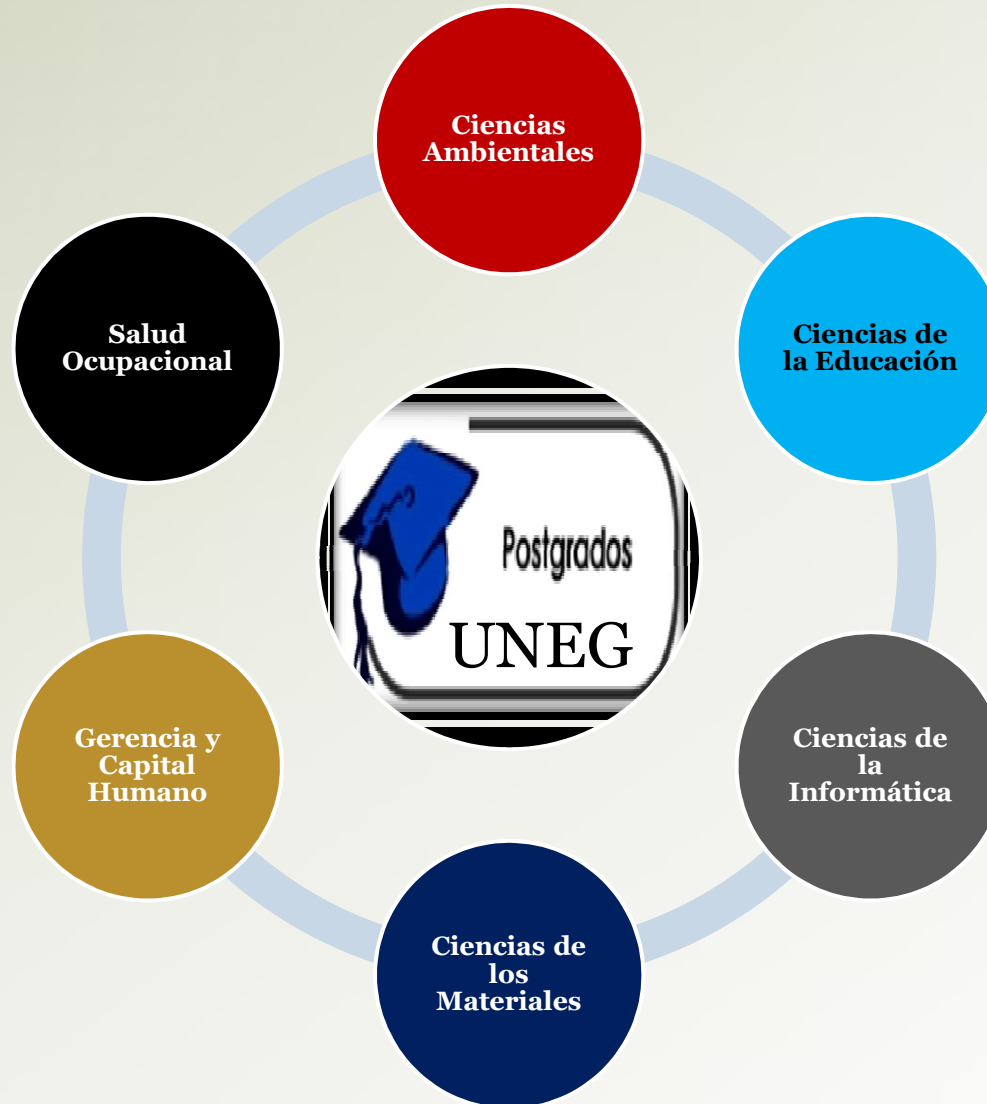 Ciencias
Ambientales
Ciencias de
la Educación
Ciencias de
la
Informática
Ciencias de
los
Materiales
Gerencia y
Capital
Humano
Salud
Ocupacional
Postgrados
UNEG